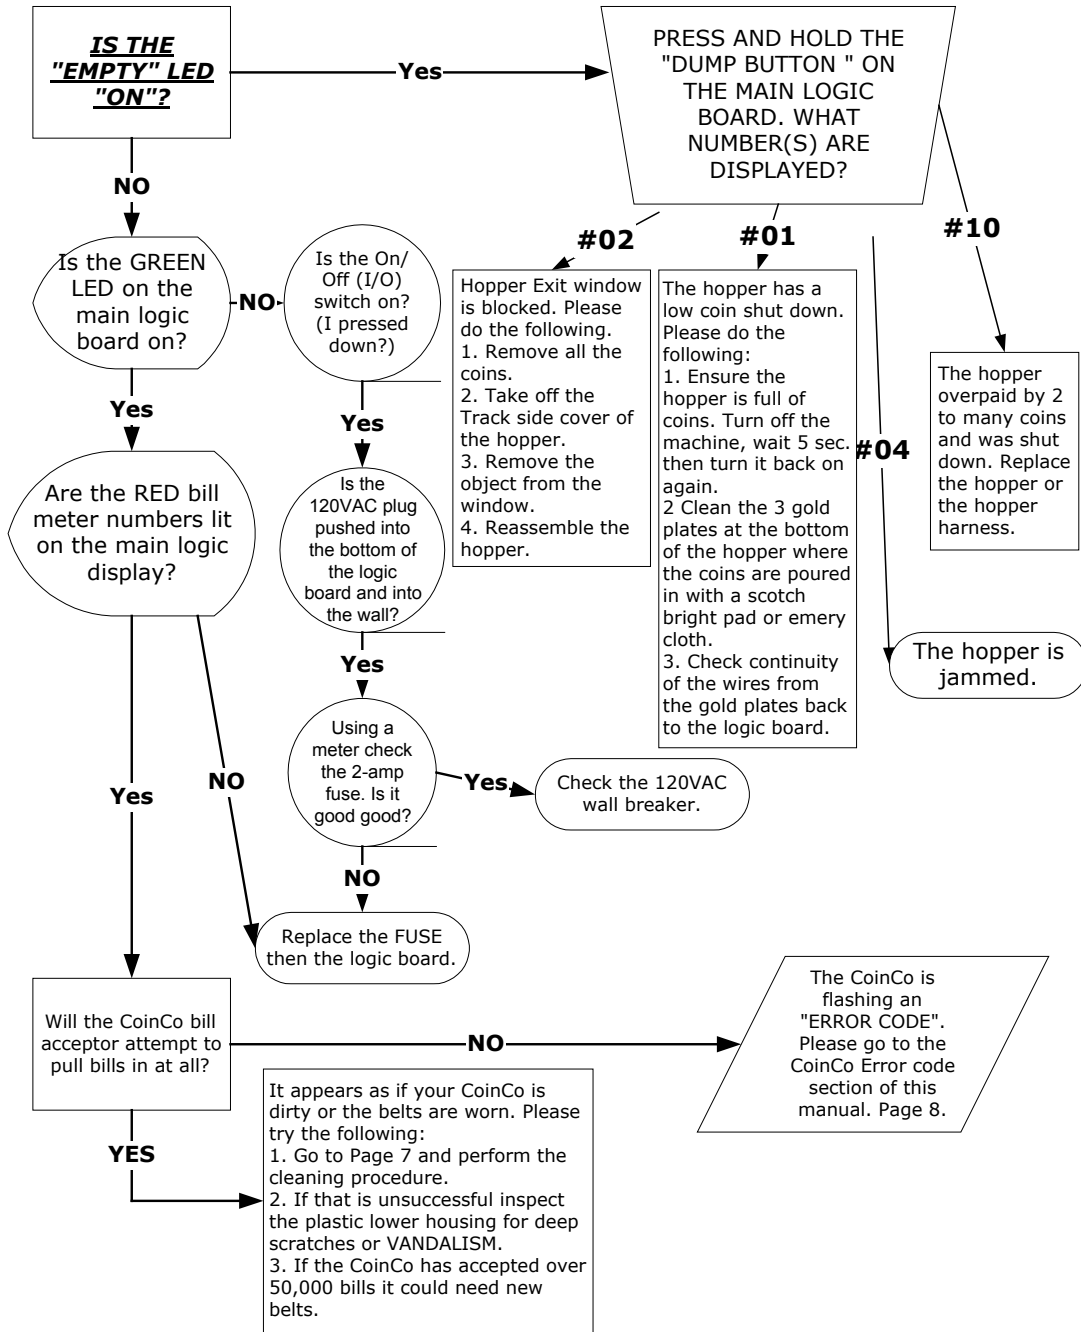 IS THE
"EMPTY" LED
"ON"?
Yes
PRESS AND HOLD THE
"DUMP BUTTON " ON
THE MAIN LOGIC
BOARD. WHAT
NUMBER(S) ARE
DISPLAYED?
NO
#02
#01
#10
#04
Is the GREEN
LED on the
main logic
board on?
NO
Is the On/
Off (I/O)
switch on?
(I pressed
down?)
Hopper Exit window
is blocked. Please
do the following.
1. Remove all the
coins.
2. Take off the
Track side cover of
the hopper.
3. Remove the
object from the
window.
4. Reassemble the
hopper.
The hopper has a
low coin shut down.
Please do the
following:
1. Ensure the
hopper is full of
coins. Turn off the
machine, wait 5 sec.
then turn it back on
again.
2 Clean the 3 gold
plates at the bottom
of the hopper where
the coins are poured
in with a scotch
bright pad or emery
cloth.
3. Check continuity
of the wires from
the gold plates back
to the logic board.
The hopper
overpaid by 2
to many coins
and was shut
down. Replace
the hopper or
the hopper
harness.
The hopper is
jammed.
Yes
Yes
Are the RED bill
meter numbers lit
on the main logic
display?
Is the
120VAC plug
pushed into
the bottom of
the logic
board and into
the wall?
Yes
Using a
meter check
the 2-amp
fuse. Is it
good good?
Yes
Check the 120VAC
wall breaker.
Yes
NO
NO
Replace the FUSE
then the logic board.
Will the CoinCo bill
acceptor attempt to
pull bills in at all?
NO
The CoinCo is
flashing an
"ERROR CODE".
Please go to the
CoinCo Error code
section of this
manual. Page 8.
YES
It appears as if your CoinCo is
dirty or the belts are worn. Please
try the following:
1. Go to Page 7 and perform the
cleaning procedure.
2. If that is unsuccessful inspect
the plastic lower housing for deep
scratches or VANDALISM.
3. If the CoinCo has accepted over
50,000 bills it could need new
belts.